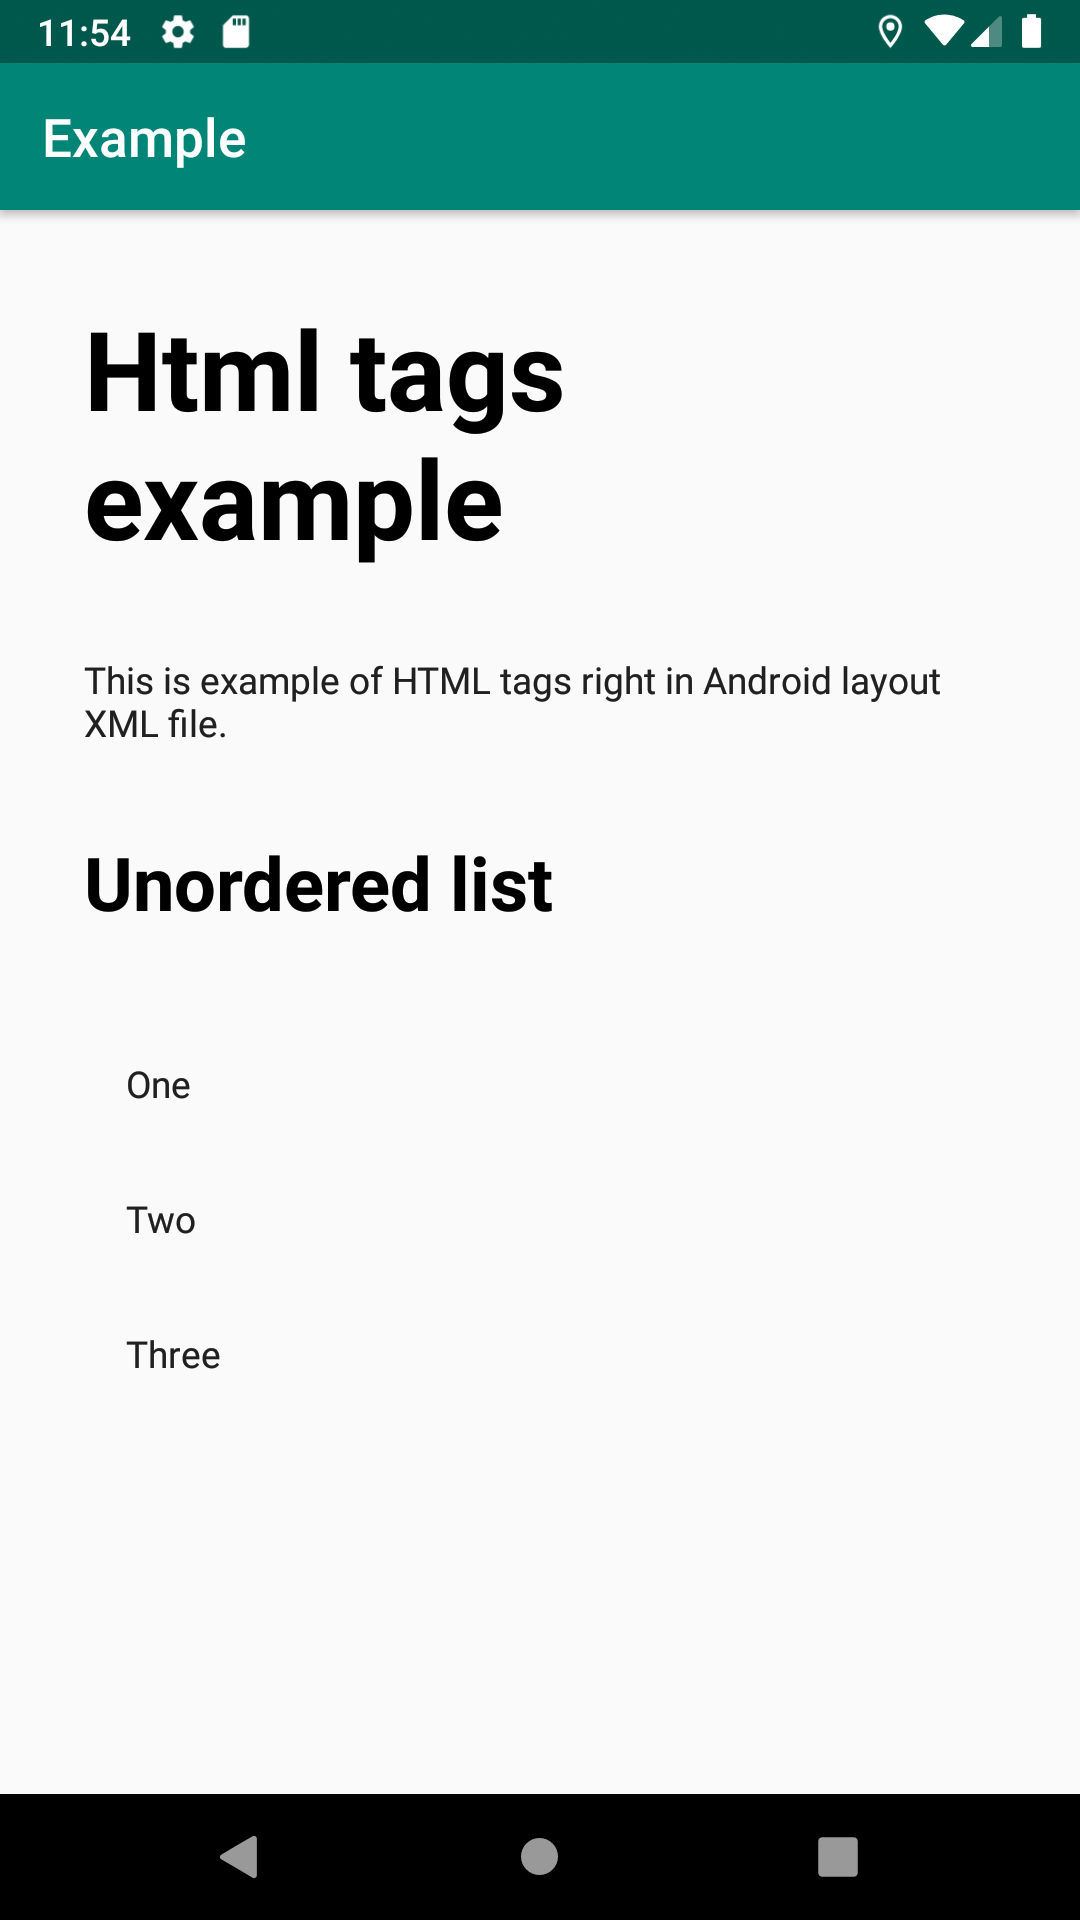 11:54
Example
Html tags
example
This is example of HTML tags right in Android layout
XML file.
Unordered list
One
Two
Three